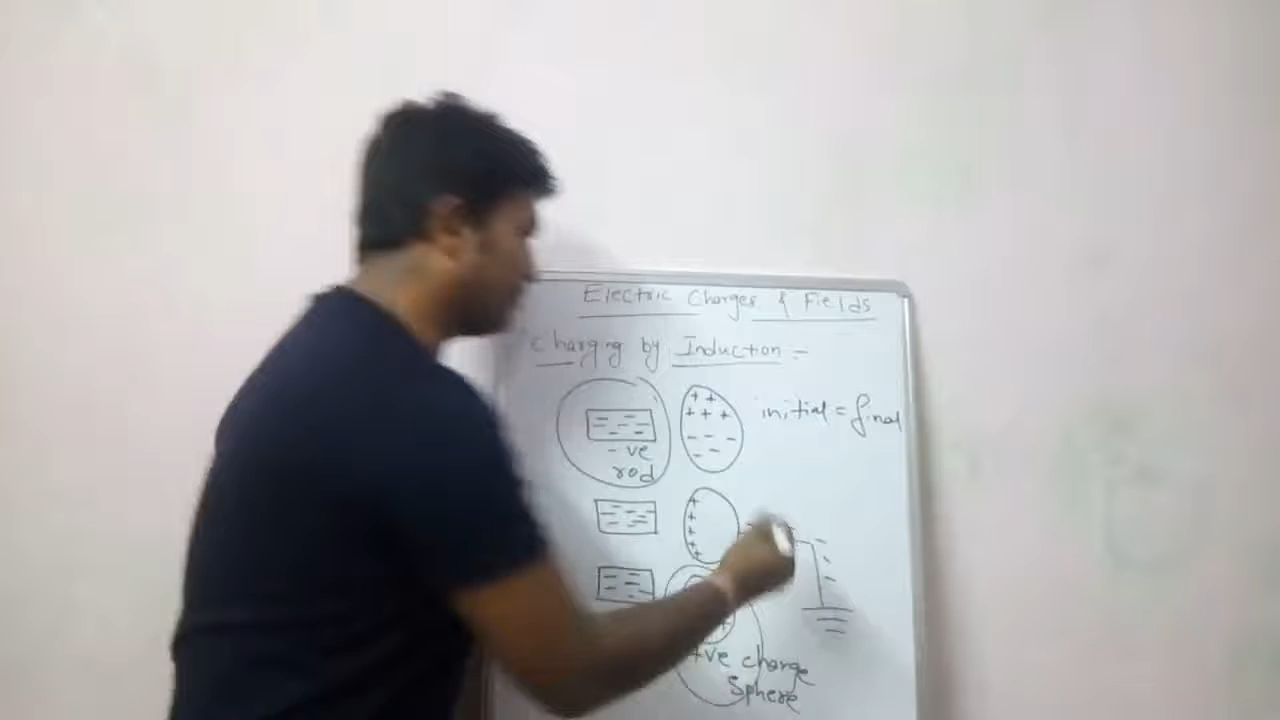 Electric Charges & Fields
Charging by Induction :-
initial = final
-ve
rod
+ve charge
Sphere